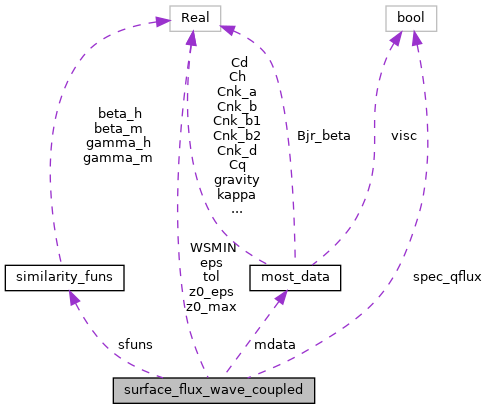 Real
bool
beta_h
beta_m
gamma_h
gamma_m
Cd
Ch
Cnk_a
Cnk_b
Cnk_b1
Cnk_b2
Cnk_d
Cq
gravity
kappa
...
Bjr_beta
visc
similarity_funs
WSMIN
eps
tol
z0_eps
z0_max
most_data
spec_qflux
sfuns
mdata
surface_flux_wave_coupled